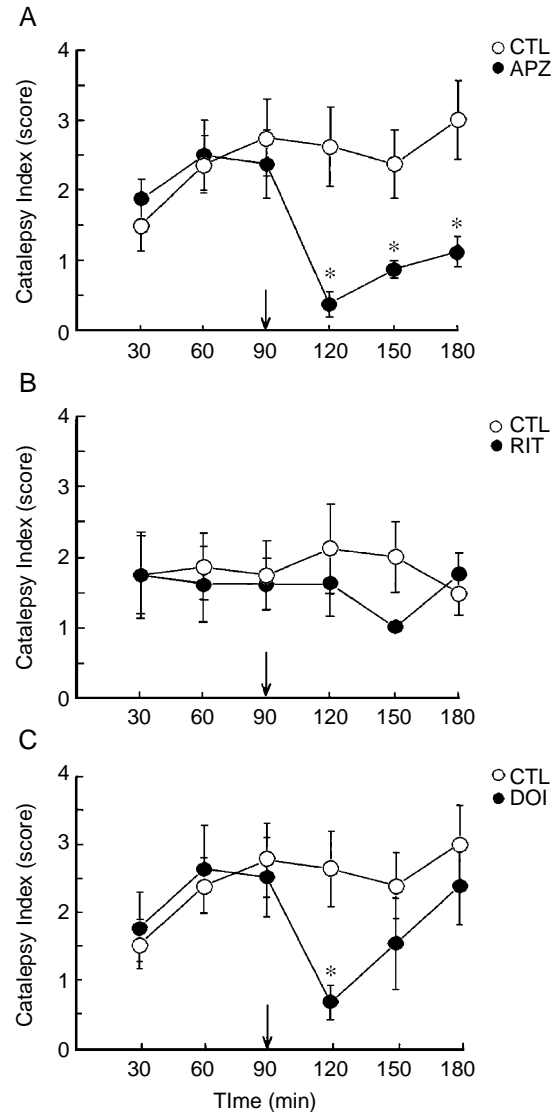 A
CTL
APZ
Catalepsy Index (score)
4
3
2
1
0
* * *
30 60 90 120 150 180
B
CTL
RIT
Catalepsy Index (score)
4
3
2
1
0
30 60 90 120 150 180
C
CTL
DOI
Catalepsy Index (score)
4
3
2
1
0
*
30 60 90 120 150 180
TIme (min)